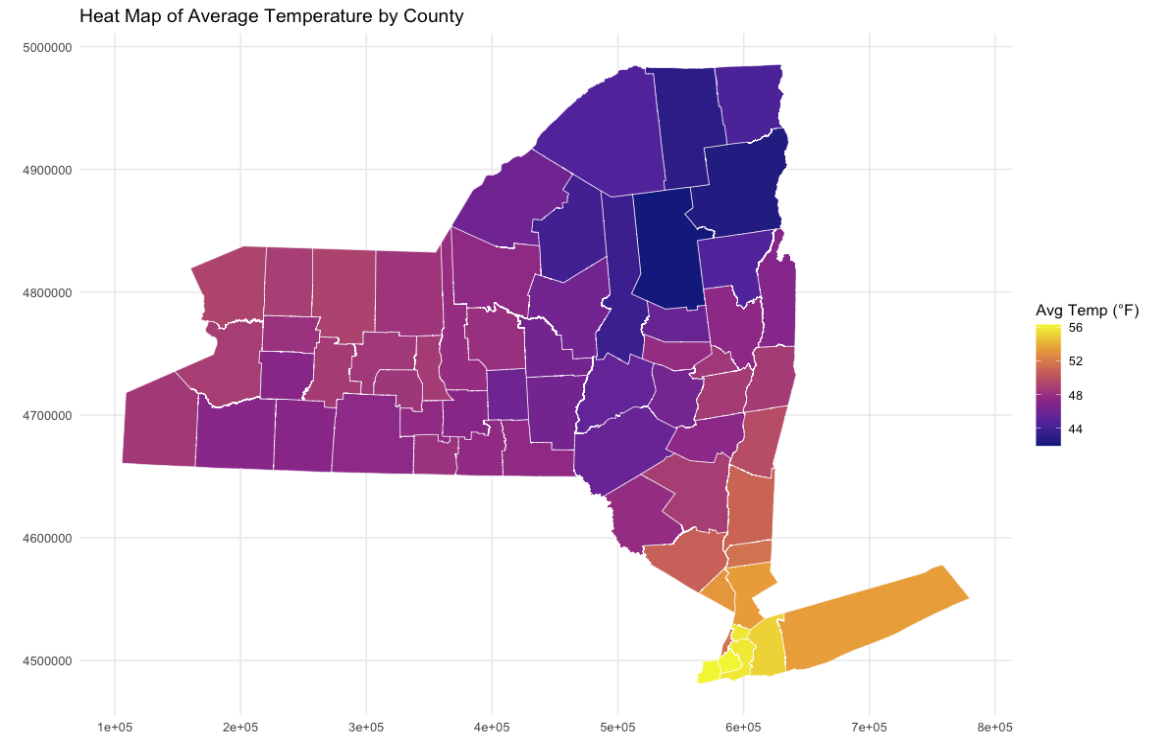 Heat Map of Average Temperature by County
5000000
4900000
4800000
4700000
4600000
4500000
1e+05
2e+05
3e+05
4e+05
5e+05
6e+05
7e+05
8e+05
Avg Temp (°F)
56
52
48
44